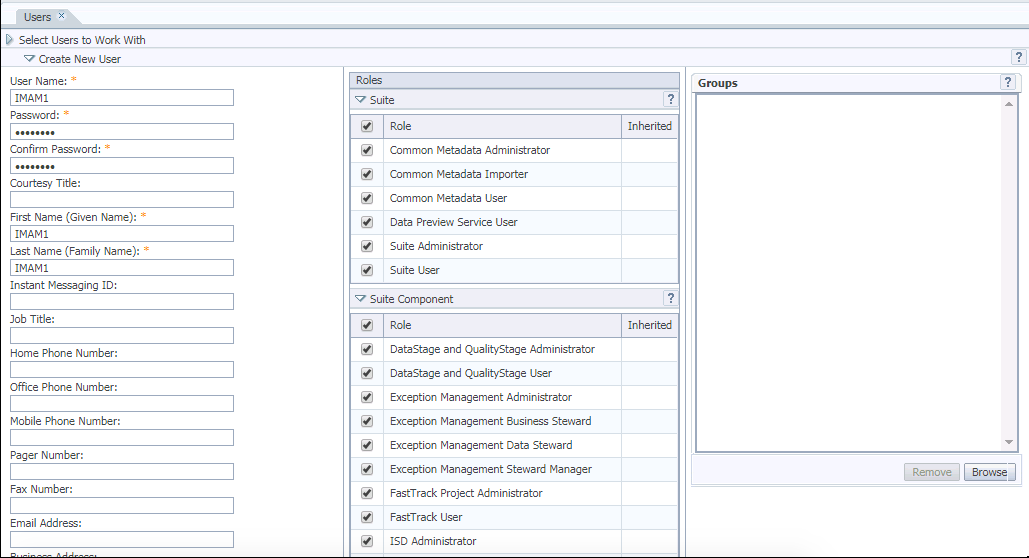 Users ×
Select Users to Work With
Create New User
?
User Name: *
IMAM1
Password: *
••••••••
Confirm Password: *
••••••••
Courtesy Title:
First Name (Given Name): *
IMAM1
Last Name (Family Name): *
IMAM1
Instant Messaging ID:
Job Title:
Home Phone Number:
Office Phone Number:
Mobile Phone Number:
Pager Number:
Fax Number:
Email Address:
Business Address:
Roles
Suite ?
Role Inherited
Common Metadata Administrator
Common Metadata Importer
Common Metadata User
Data Preview Service User
Suite Administrator
Suite User
Suite Component ?
Role Inherited
DataStage and QualityStage Administrator
DataStage and QualityStage User
Exception Management Administrator
Exception Management Business Steward
Exception Management Data Steward
Exception Management Steward Manager
FastTrack Project Administrator
FastTrack User
ISD Administrator
Groups ?
Remove Browse